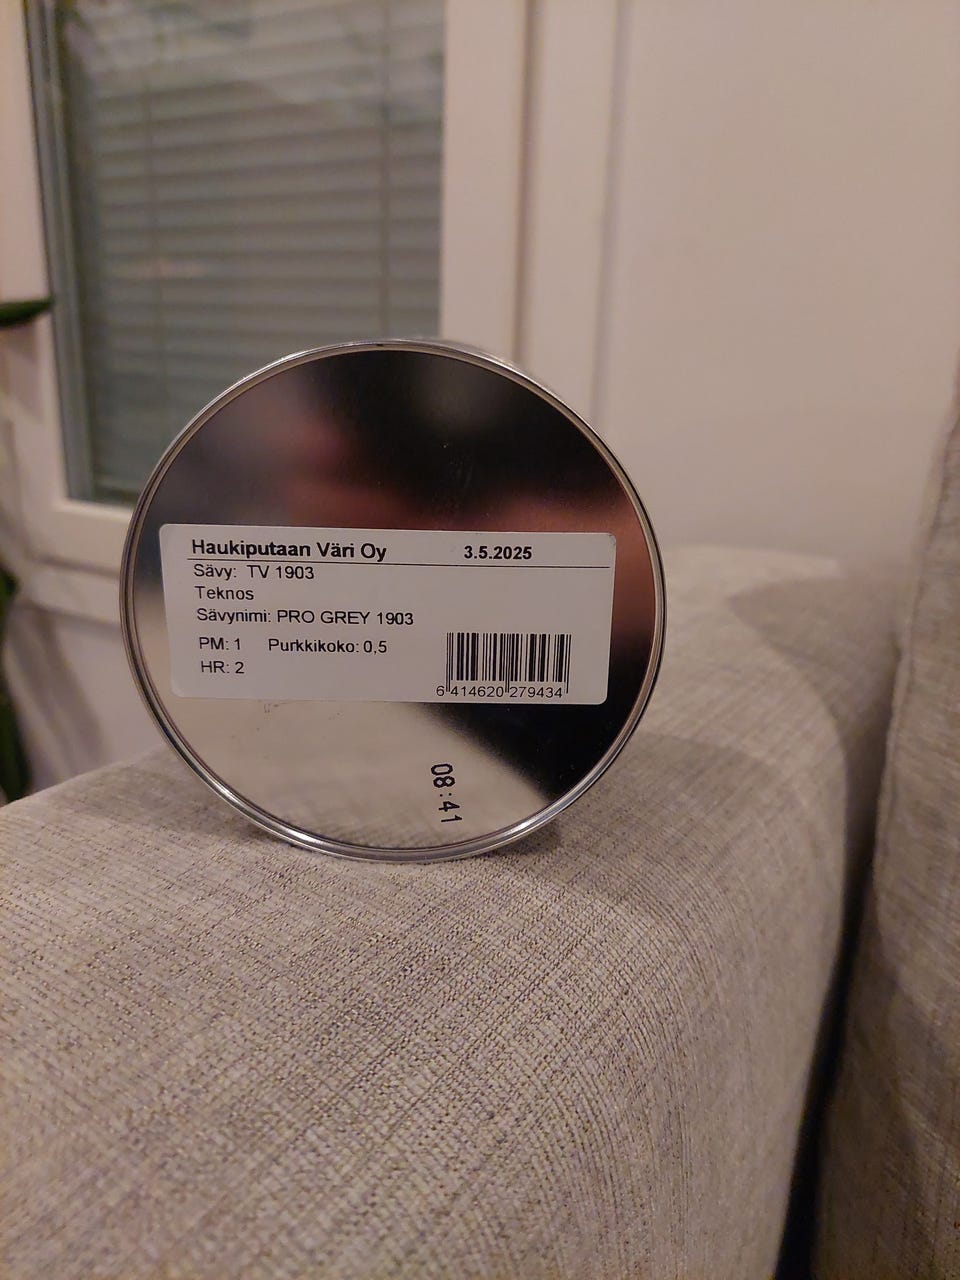 Haukiputaan Väri Oy 3.5.2025
Sävy: TV 1903
Teknos
Sävynimi: PRO GREY 1903
PM: 1 Purkkikoko: 0,5
HR: 2
6 414620 279434
08:41